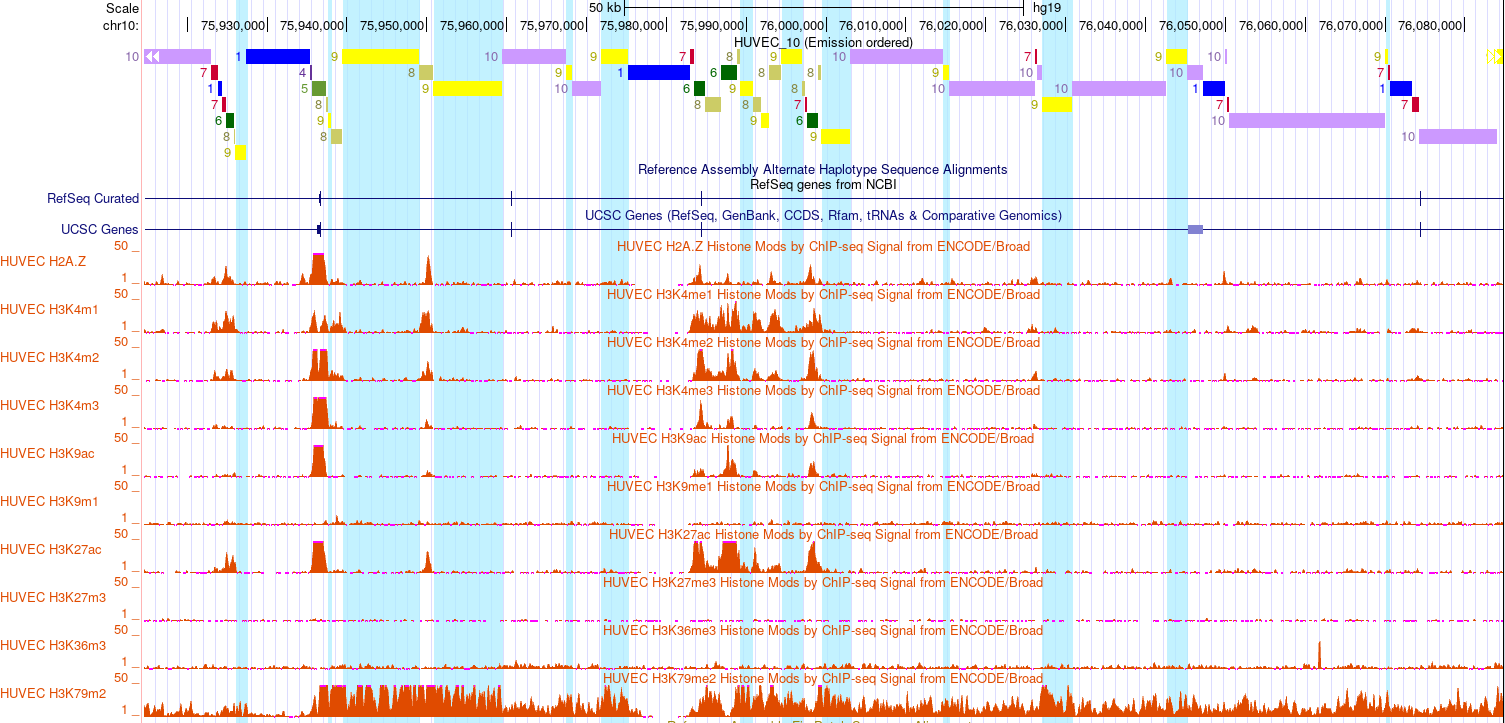 Scale 50 kb hg19
chr10: 75,930,000 75,940,000 75,950,000 75,960,000 75,970,000 75,980,000 75,990,000 76,000,000 76,010,000 76,020,000 76,030,000 76,040,000 76,050,000 76,060,000 76,070,000 76,080,000
HUVEC_10 (Emission ordered)
10 1 9 10 9 7 8 9 10 7 9 10 9
7 4 8 9 1 6 8 8 9 10 10 7
1 5 9 10 6 9 8 10 10 1 1
7 8 8 8 7 9 7 7
6 9 9 6 10
8 8 9 10
9
Reference Assembly Alternate Haplotype Sequence Alignments
RefSeq genes from NCBI
RefSeq Curated
UCSC Genes (RefSeq, GenBank, CCDS, Rfam, tRNAs & Comparative Genomics)
UCSC Genes
50 _
HUVEC H2A.Z Histone Mods by ChIP-seq Signal from ENCODE/Broad
HUVEC H2A.Z
1 _
50 _
HUVEC H3K4me1 Histone Mods by ChIP-seq Signal from ENCODE/Broad
HUVEC H3K4m1
1 _
50 _
HUVEC H3K4me2 Histone Mods by ChIP-seq Signal from ENCODE/Broad
HUVEC H3K4m2
1 _
50 _
HUVEC H3K4me3 Histone Mods by ChIP-seq Signal from ENCODE/Broad
HUVEC H3K4m3
1 _
50 _
HUVEC H3K9ac Histone Mods by ChIP-seq Signal from ENCODE/Broad
HUVEC H3K9ac
1 _
50 _
HUVEC H3K9me1 Histone Mods by ChIP-seq Signal from ENCODE/Broad
HUVEC H3K9m1
1 _
50 _
HUVEC H3K27ac Histone Mods by ChIP-seq Signal from ENCODE/Broad
HUVEC H3K27ac
1 _
50 _
HUVEC H3K27me3 Histone Mods by ChIP-seq Signal from ENCODE/Broad
HUVEC H3K27m3
1 _
50 _
HUVEC H3K36me3 Histone Mods by ChIP-seq Signal from ENCODE/Broad
HUVEC H3K36m3
1 _
50 _
HUVEC H3K79me2 Histone Mods by ChIP-seq Signal from ENCODE/Broad
HUVEC H3K79m2
1 _